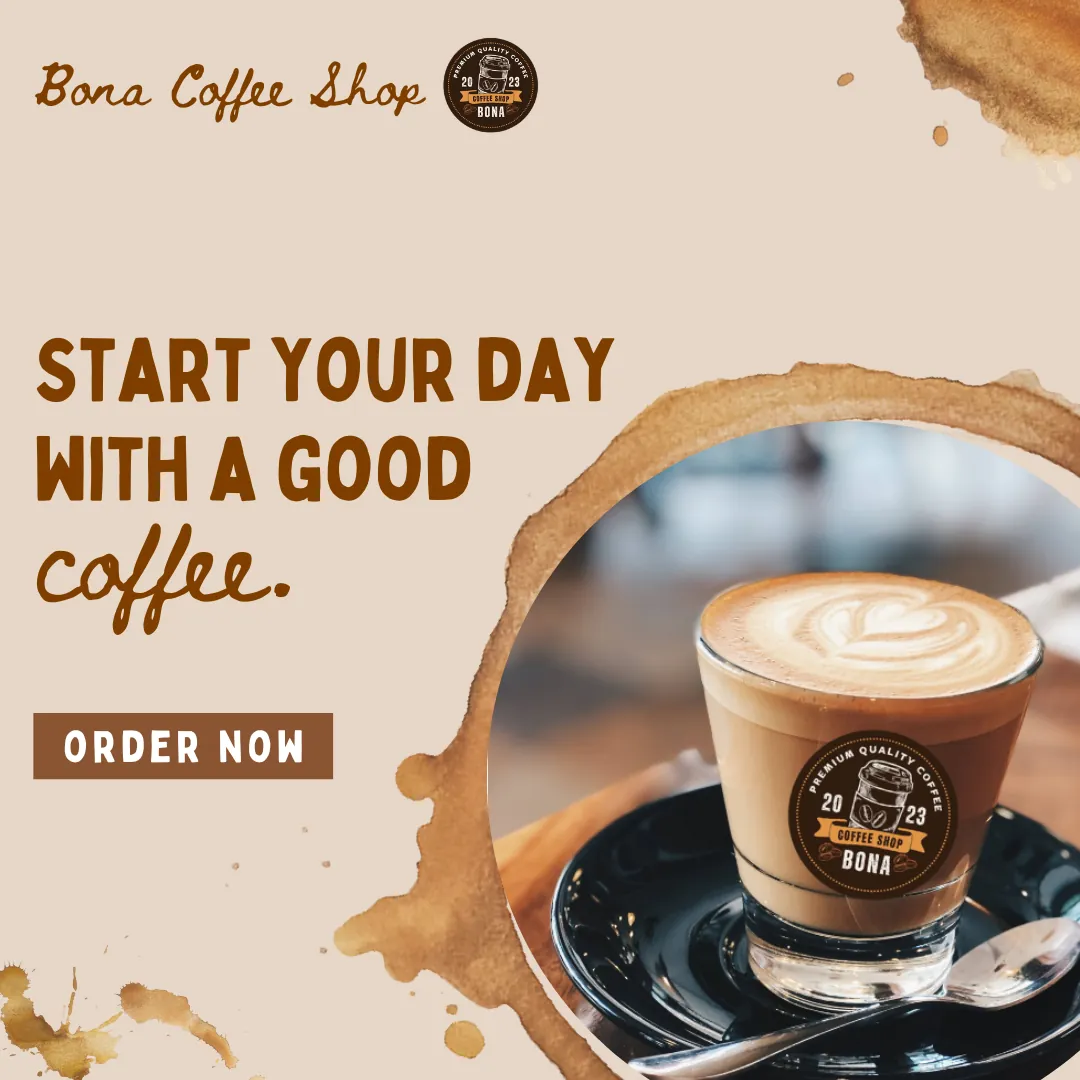 Bona Coffee Shop
PREMIUM QUALITY COFFEE
20 23
COFFEE SHOP
BONA
START YOUR DAY
WITH A GOOD
coffee.
ORDER NOW
PREMIUM QUALITY COFFEE
20 23
COFFEE SHOP
BONA